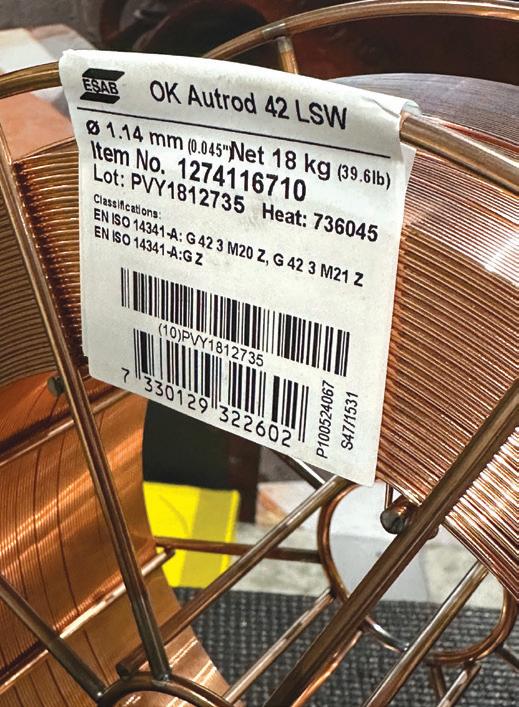 ESAB
OK Autrod 42 LSW
Ø 1.14 mm (0.045")Net 18 kg (39.6lb)
Item No. 1274116710
Lot: PVY1812735 Heat: 736045
Classifications:
EN ISO 14341-A: G 42 3 M20 Z, G 42 3 M21 Z
EN ISO 14341-A:G Z
(10)PVY1812735
7 330129 322602
P100524067
S47/1531